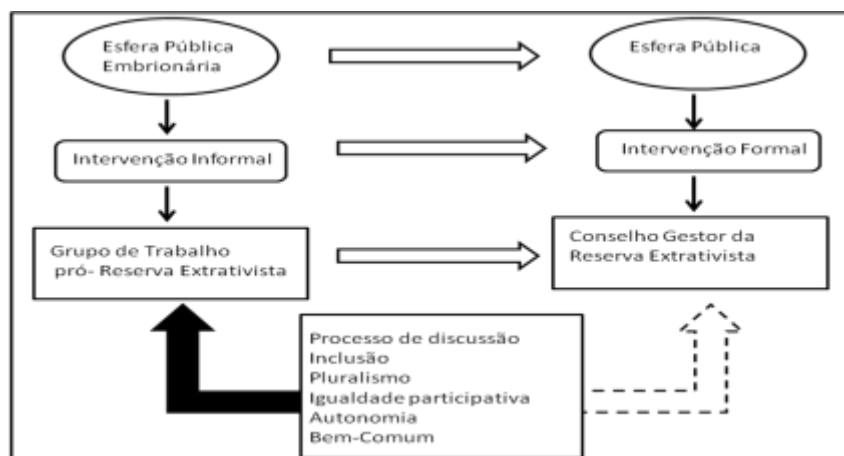 Esfera Pública
Embrionária
Esfera Pública
Intervenção Informal
Intervenção Formal
Grupo de Trabalho
pró- Reserva Extrativista
Conselho Gestor da
Reserva Extrativista
Processo de discussão
Inclusão
Pluralismo
Igualdade participativa
Autonomia
Bem-Comum